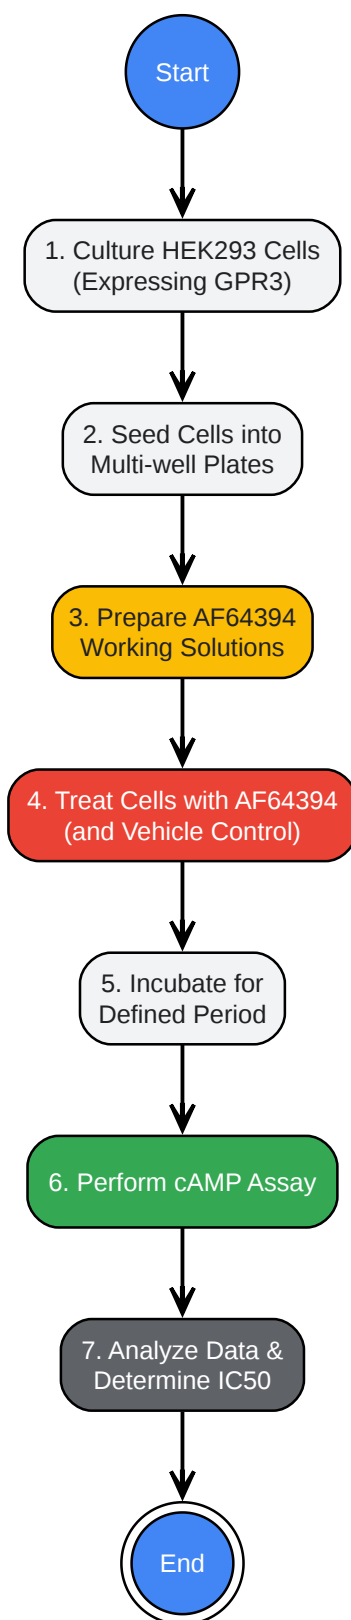 Start
1. Culture HEK293 Cells
(Expressing GPR3)
2. Seed Cells into
Multi-well Plates
3. Prepare AF64394
Working Solutions
4. Treat Cells with AF64394
(and Vehicle Control)
5. Incubate for
Defined Period
6. Perform cAMP Assay
7. Analyze Data &
Determine IC50
End